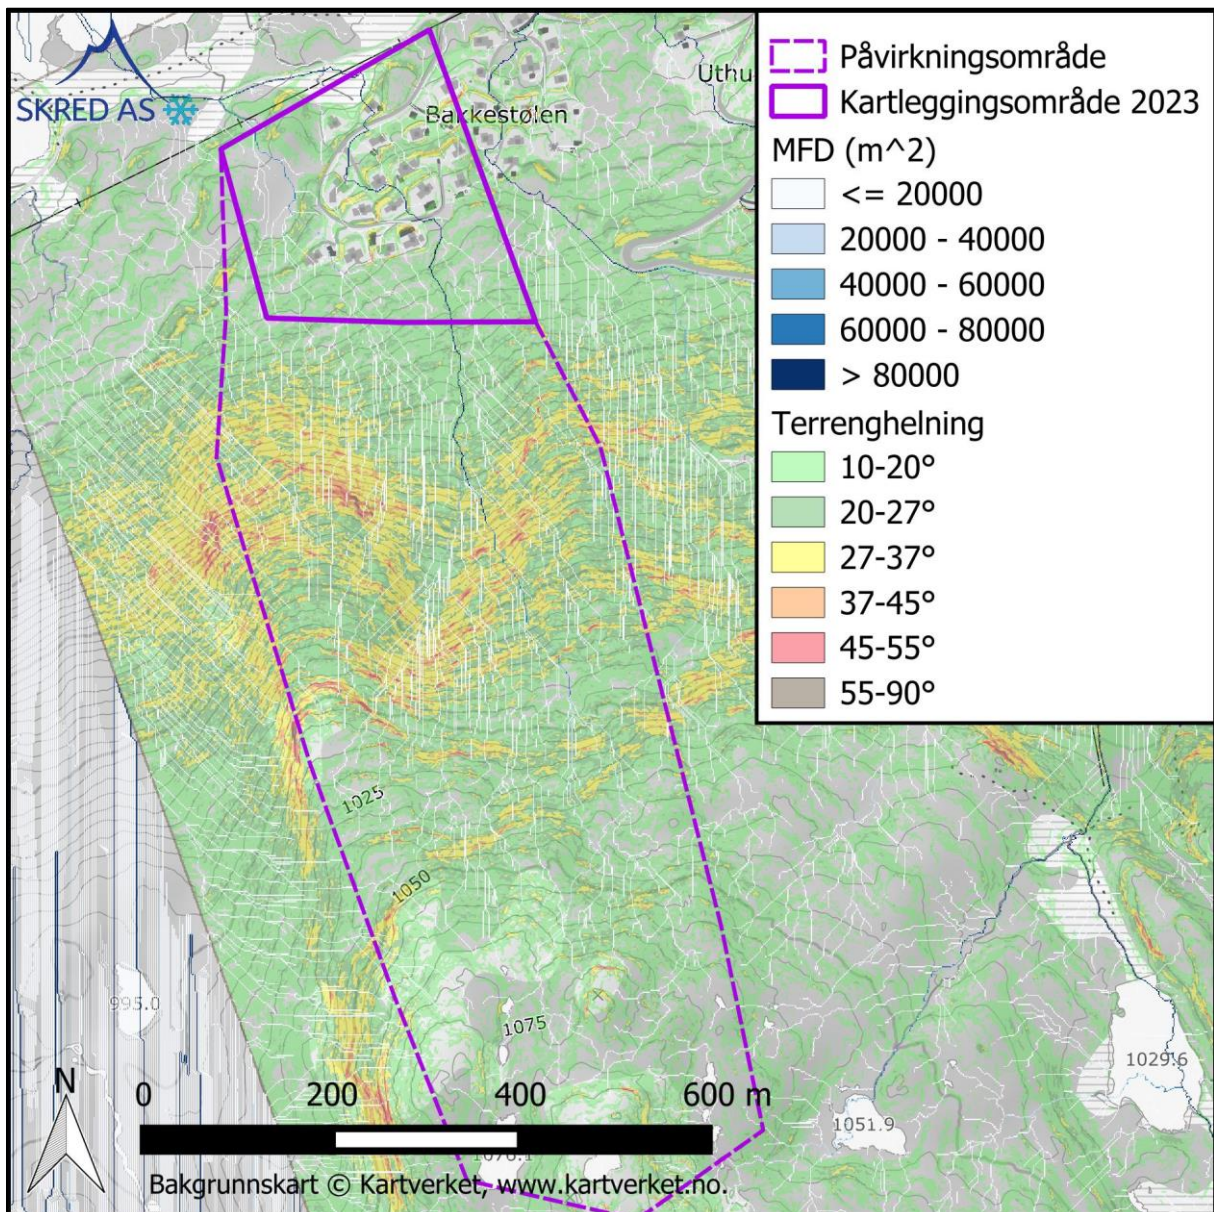 SKRED AS
Bakkestølen
Uthu
Påvirkningsområde
Kartleggingsområde 2023
MFD (m^2)
<= 20000
20000 - 40000
40000 - 60000
60000 - 80000
> 80000
Terrenghelning
10-20°
20-27°
27-37°
37-45°
45-55°
55-90°
1025
1050
995.0
1075
1029.6
1051.9
N
0 200 400 600 m
Bakgrunnskart © Kartverket, www.kartverket.no.